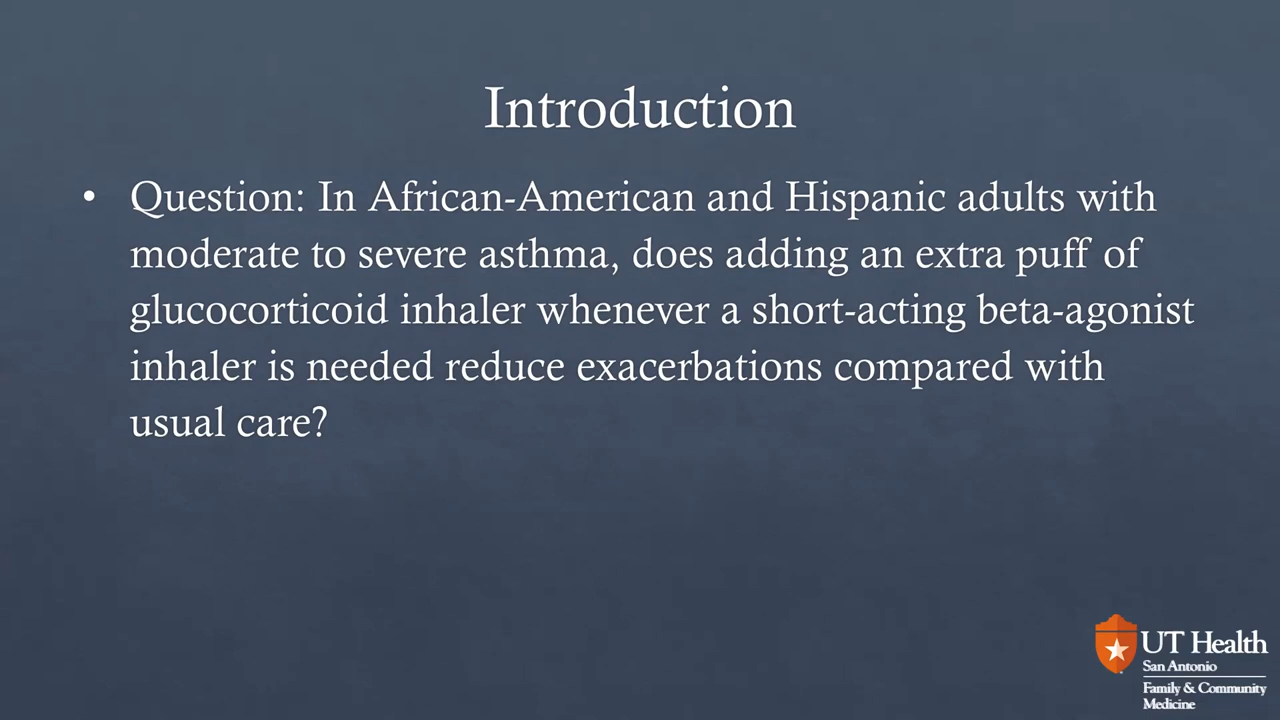 Introduction
• Question: In African-American and Hispanic adults with
moderate to severe asthma, does adding an extra puff of
glucocorticoid inhaler whenever a short-acting beta-agonist
inhaler is needed reduce exacerbations compared with
usual care?
UT Health
San Antonio
Family & Community
Medicine